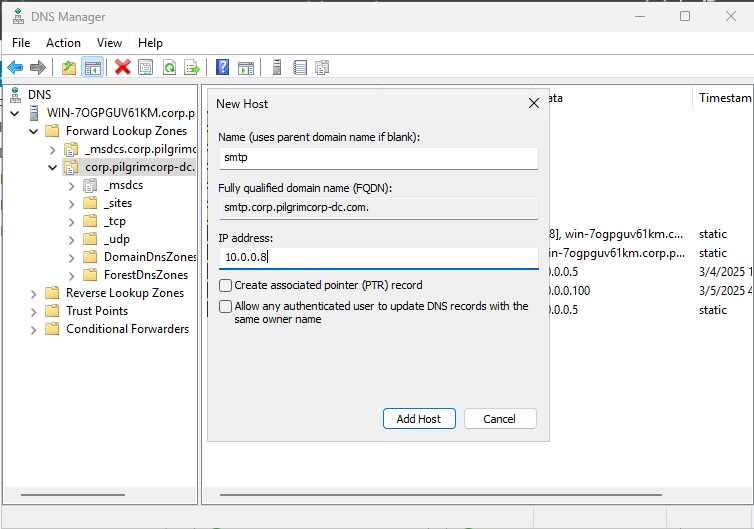 DNS Manager
File Action View Help
DNS
WIN-7OGPGUV61KM.corp.p
Forward Lookup Zones
_msdcs.corp.pilgrimc
corp.pilgrimcorp-dc.
_msdcs
_sites
_tcp
_udp
DomainDnsZones
ForestDnsZones
Reverse Lookup Zones
Trust Points
Conditional Forwarders
New Host
Name (uses parent domain name if blank):
smtp
Fully qualified domain name (FQDN):
smtp.corp.pilgrimcorp-dc.com.
IP address:
10.0.0.8
Create associated pointer (PTR) record
Allow any authenticated user to update DNS records with the
same owner name
Add Host Cancel
ata Timestam
8], win-7ogpguv61km.c... static
in-7ogpguv61km.corp.p... static
.0.0.5 3/4/2025 1
.0.0.100 3/5/2025 4
.0.0.5 static